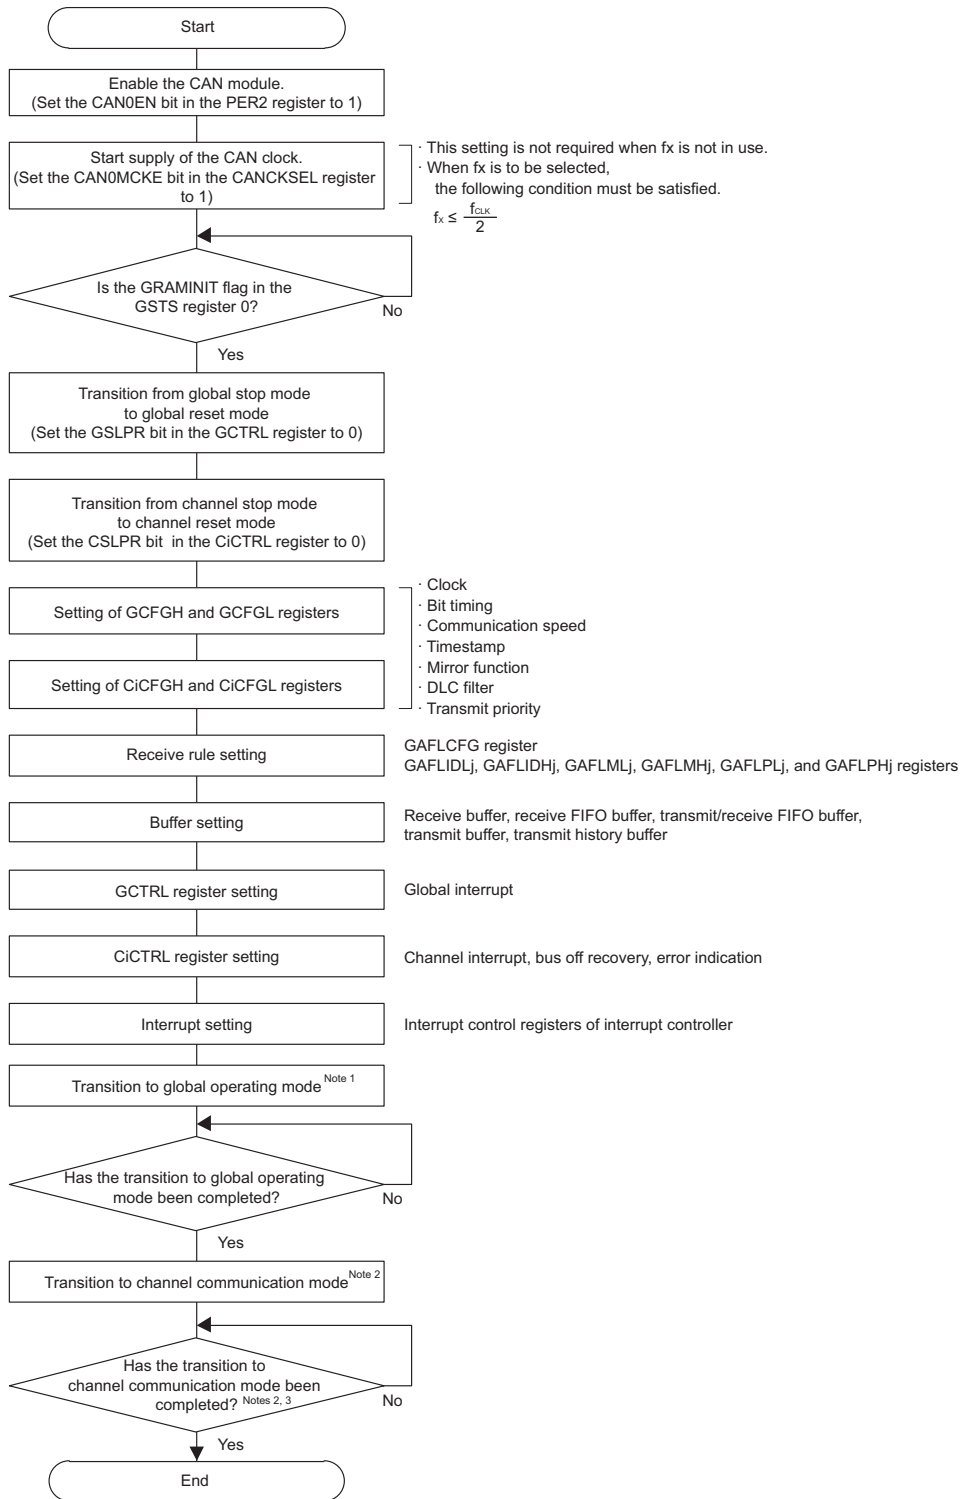 Start
Enable the CAN module.
(Set the CAN0EN bit in the PER2 register to 1)
Start supply of the CAN clock.
(Set the CAN0MCKE bit in the CANCKSEL register
to 1)
· This setting is not required when fx is not in use.
· When fx is to be selected,
the following condition must be satisfied.
fx ≤ fCLK
2
Is the GRAMINIT flag in the
GSTS register 0?
No
Yes
Transition from global stop mode
to global reset mode
(Set the GSLPR bit in the GCTRL register to 0)
Transition from channel stop mode
to channel reset mode
(Set the CSLPR bit in the CiCTRL register to 0)
Setting of GCFGH and GCFGL registers
Setting of CiCFGH and CiCFGL registers
· Clock
· Bit timing
· Communication speed
· Timestamp
· Mirror function
· DLC filter
· Transmit priority
Receive rule setting
GAFLCFG register
GAFLIDLj, GAFLIDHj, GAFLMLj, GAFLMHj, GAFLPLj, and GAFLPHj registers
Buffer setting
Receive buffer, receive FIFO buffer, transmit/receive FIFO buffer,
transmit buffer, transmit history buffer
GCTRL register setting
Global interrupt
CiCTRL register setting
Channel interrupt, bus off recovery, error indication
Interrupt setting
Interrupt control registers of interrupt controller
Transition to global operating mode Note 1
Has the transition to global operating
mode been completed?
No
Yes
Transition to channel communication mode Note 2
Has the transition to
channel communication mode been
completed? Notes 2, 3
No
Yes
End